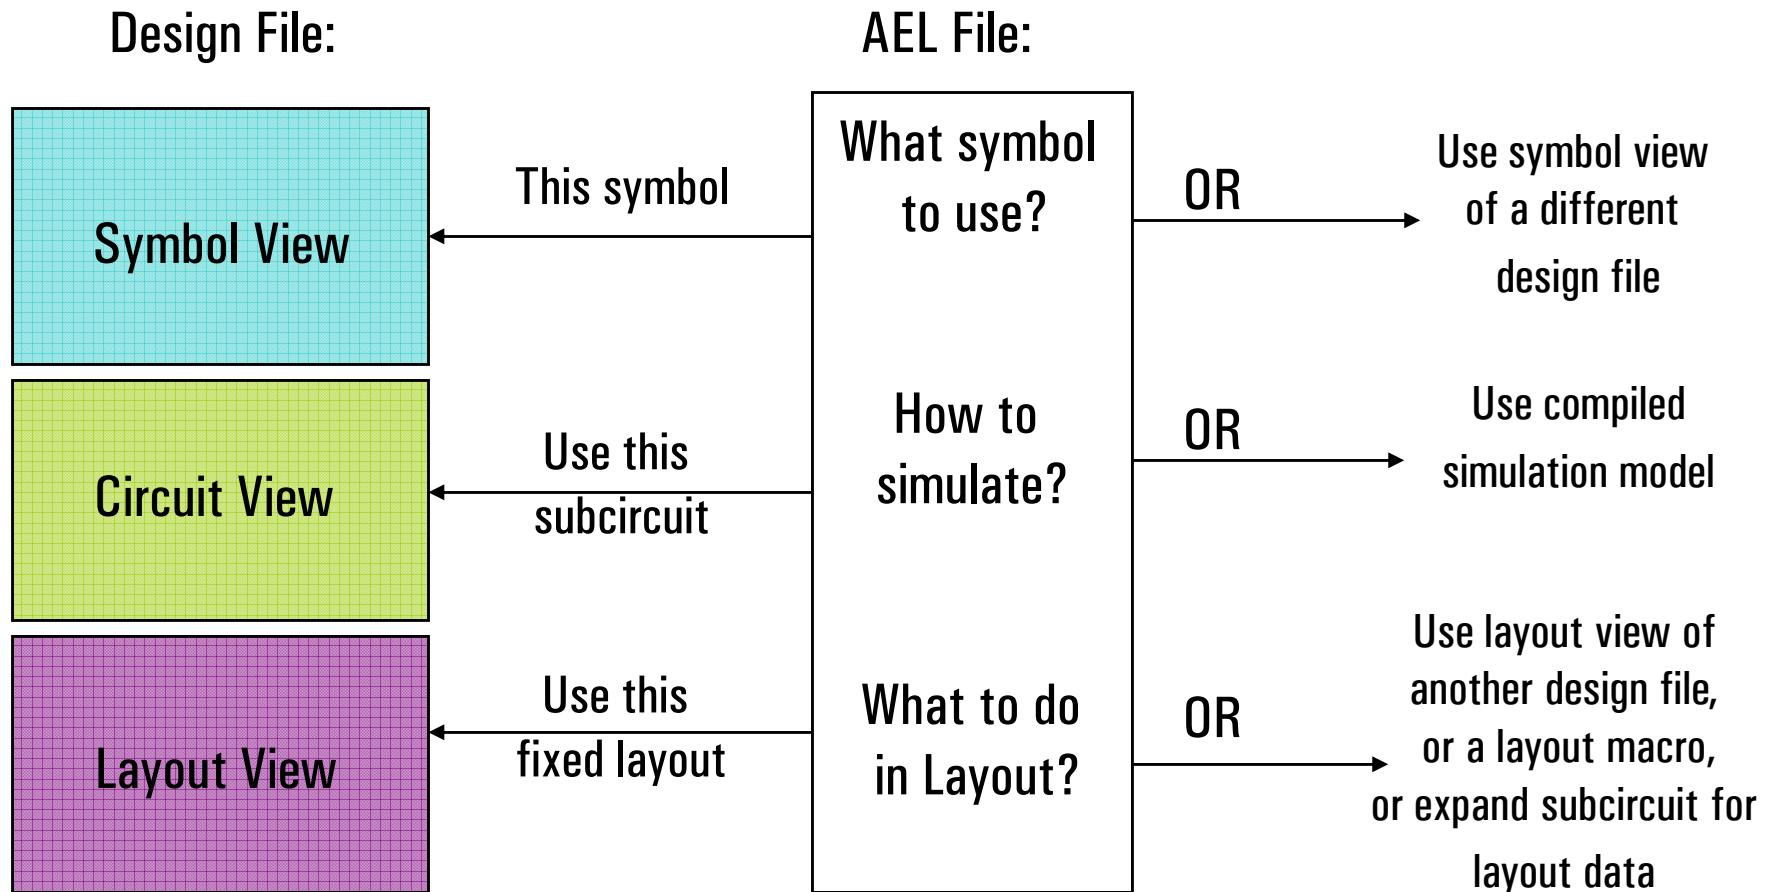 Design File:
AEL File:
Symbol View
This symbol
What symbol
to use?
OR
Use symbol view
of a different
design file
Circuit View
Use this
subcircuit
How to
simulate?
OR
Use compiled
simulation model
Layout View
Use this
fixed layout
What to do
in Layout?
OR
Use layout view of
another design file,
or a layout macro,
or expand subcircuit for
layout data